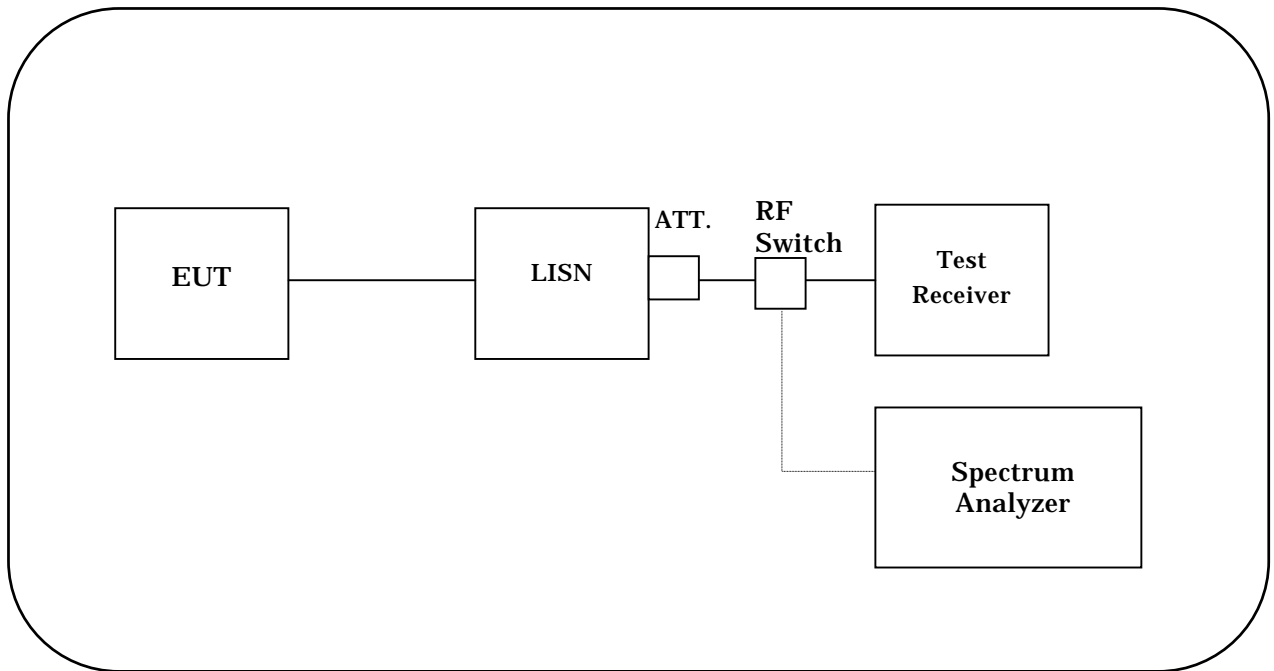 EUT
LISN
ATT.
RF
Switch
Test
Receiver
Spectrum
Analyzer